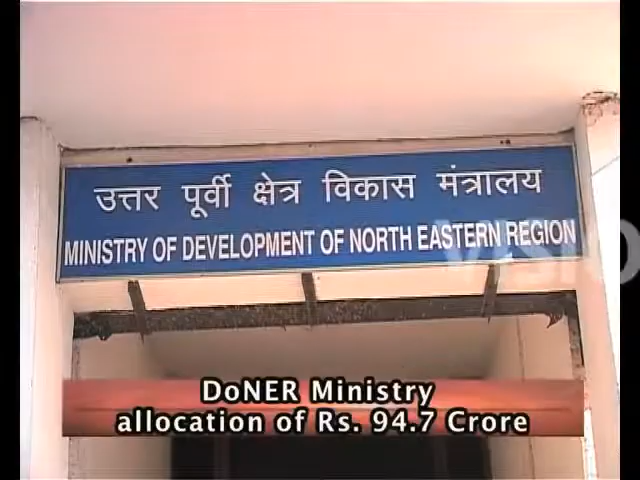 उत्तर पूर्वी क्षेत्र विकास मंत्रालय
MINISTRY OF DEVELOPMENT OF NORTH EASTERN REGION
DoNER Ministry
allocation of Rs. 94.7 Crore